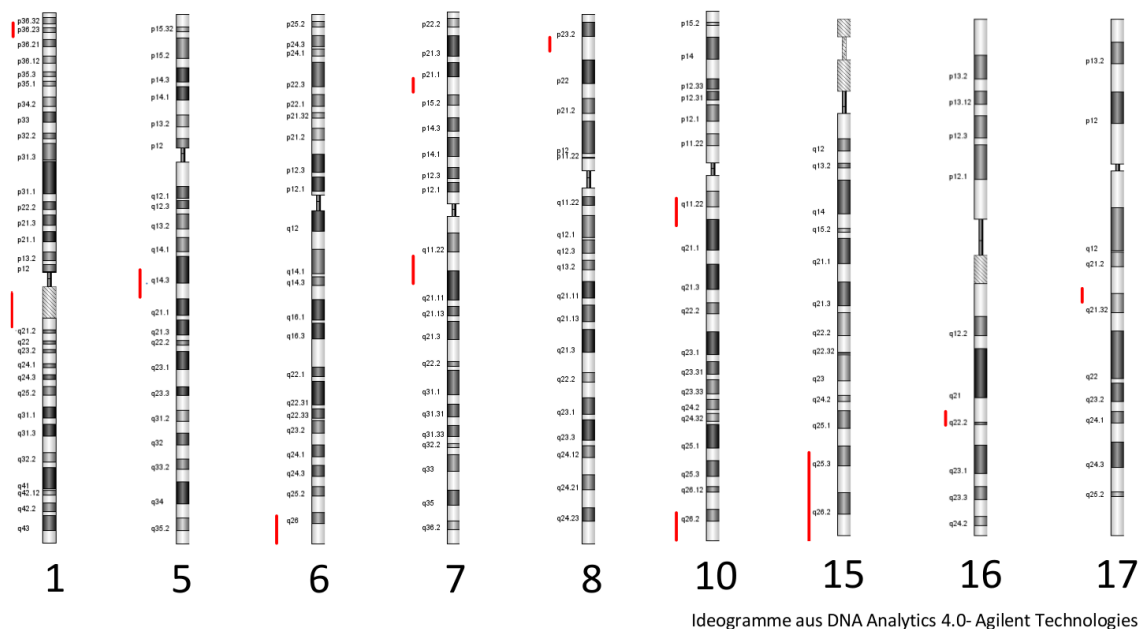 p36.32
p36.23
p36.21
p36.12
p35.3
p35.1
p34.2
p33
p32.2
p31.3
p31.1
p22.2
p21.3
p21.1
p13.2
p12
q21.2
q22
q23.2
q24.1
q24.3
q25.2
q31.1
q31.3
q32.2
q41
q42.12
q42.2
q43
p15.32
p15.2
p14.3
p14.1
p13.2
p12
q12.1
q12.3
q13.2
q14.1
q14.3
q21.1
q21.3
q22.2
q23.1
q23.3
q31.2
q32
q33.2
q34
q35.2
p25.2
p24.3
p24.1
p22.3
p22.1
p21.32
p21.2
p12.3
p12.1
q12
q14.1
q14.3
q16.1
q16.3
q22.1
q22.31
q22.33
q23.2
q24.1
q24.3
q25.2
q26
p22.2
p21.3
p21.1
p15.2
p14.3
p14.1
p12.3
p12.1
q11.22
q21.11
q21.13
q21.3
q22.2
q31.1
q31.31
q31.33
q32.2
q33
q35
q36.2
p23.2
p22
p21.2
p12
p11.22
q11.22
q12.1
q12.3
q13.2
q21.11
q21.13
q21.3
q22.2
q23.1
q23.3
q24.12
q24.21
q24.23
p15.2
p14
p12.33
p12.31
p12.1
p11.22
q11.22
q21.1
q21.3
q22.2
q23.1
q23.31
q23.33
q24.2
q24.32
q25.1
q25.3
q26.12
q26.2
q12
q13.2
q14
q15.2
q21.1
q21.3
q22.2
q22.32
q23
q24.2
q25.1
q25.3
q26.2
p13.2
p13.12
p12.3
p12.1
q12.2
q21
q22.2
q23.1
q23.3
q24.2
p13.2
p12
q12
q21.2
q21.32
q22
q23.2
q24.1
q24.3
q25.2
1 5 6 7 8 10 15 16 17
Ideogramme aus DNA Analytics 4.0- Agilent Technologies